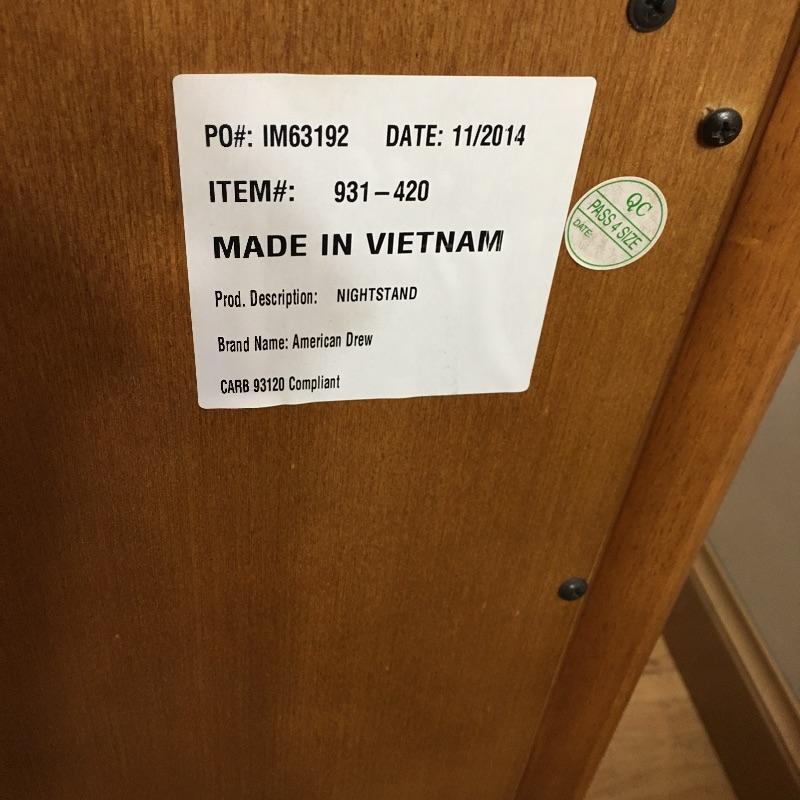 PO#: IM63192 DATE: 11/2014
ITEM#: 931-420
MADE IN VIETNAM
Prod. Description: NIGHTSTAND
Brand Name: American Drew
CARB 93120 Compliant
QC
PASS 4 SIZE
DATE: